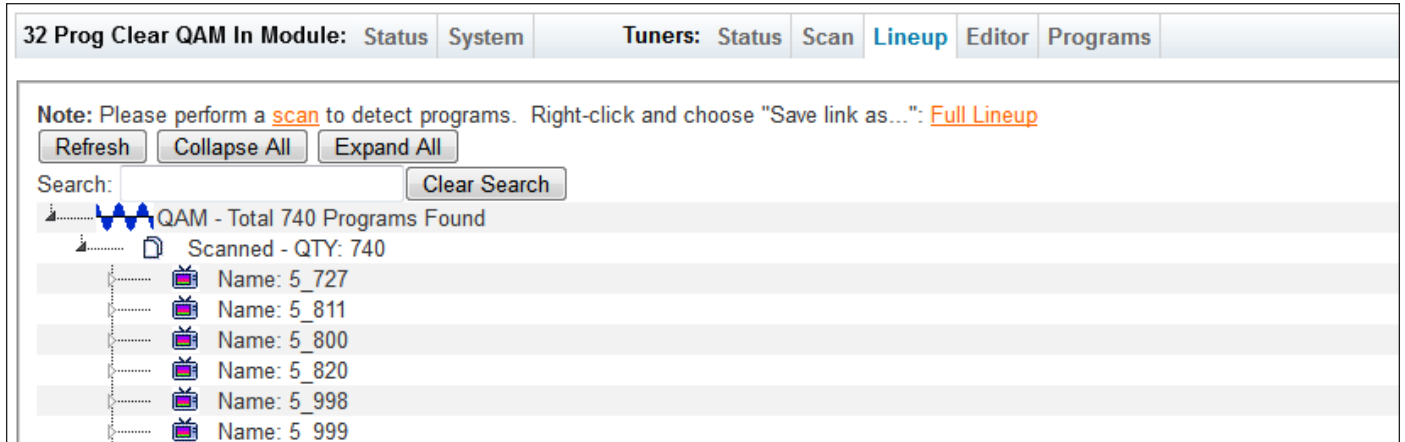 32 Prog Clear QAM In Module: Status System Tuners: Status Scan Lineup Editor Programs
Note: Please perform a scan to detect programs. Right-click and choose "Save link as...": Full Lineup
Refresh Collapse All Expand All
Search: Clear Search
QAM - Total 740 Programs Found
Scanned - QTY: 740
Name: 5_727
Name: 5_811
Name: 5_800
Name: 5_820
Name: 5_998
Name: 5_999